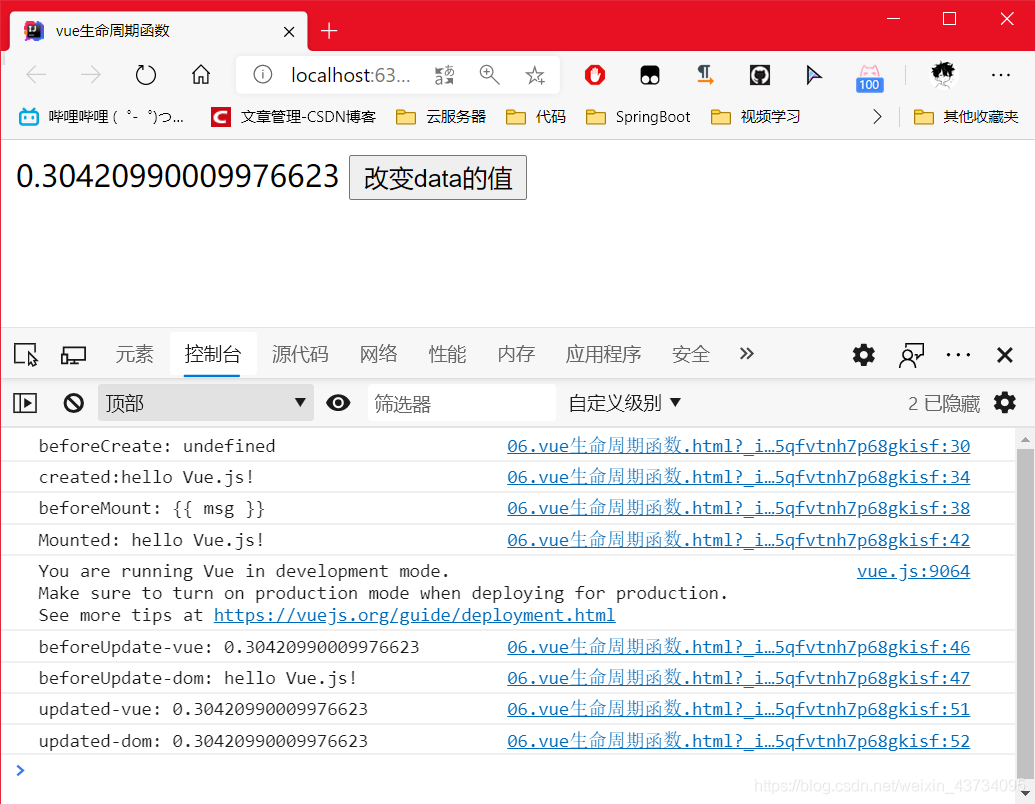 vue生命周期函数
localhost:63...
100
哔哩哔哩 ( ゜- ゜)つ...
文章管理-CSDN博客
云服务器
代码
SpringBoot
视频学习
其他收藏夹
0.30420990009976623 改变data的值
元素 控制台 源代码 网络 性能 内存 应用程序 安全
顶部 筛选器 自定义级别 2 已隐藏
beforeCreate: undefined 06.vue生命周期函数.html?_i…5qfvtnh7p68gkisf:30
created:hello Vue.js! 06.vue生命周期函数.html?_i…5qfvtnh7p68gkisf:34
beforeMount: {{ msg }} 06.vue生命周期函数.html?_i…5qfvtnh7p68gkisf:38
Mounted: hello Vue.js! 06.vue生命周期函数.html?_i…5qfvtnh7p68gkisf:42
You are running Vue in development mode. vue.js:9064
Make sure to turn on production mode when deploying for production.
See more tips at https://vuejs.org/guide/deployment.html
beforeUpdate-vue: 0.30420990009976623 06.vue生命周期函数.html?_i…5qfvtnh7p68gkisf:46
beforeUpdate-dom: hello Vue.js! 06.vue生命周期函数.html?_i…5qfvtnh7p68gkisf:47
updated-vue: 0.30420990009976623 06.vue生命周期函数.html?_i…5qfvtnh7p68gkisf:51
updated-dom: 0.30420990009976623 06.vue生命周期函数.html?_i…5qfvtnh7p68gkisf:52